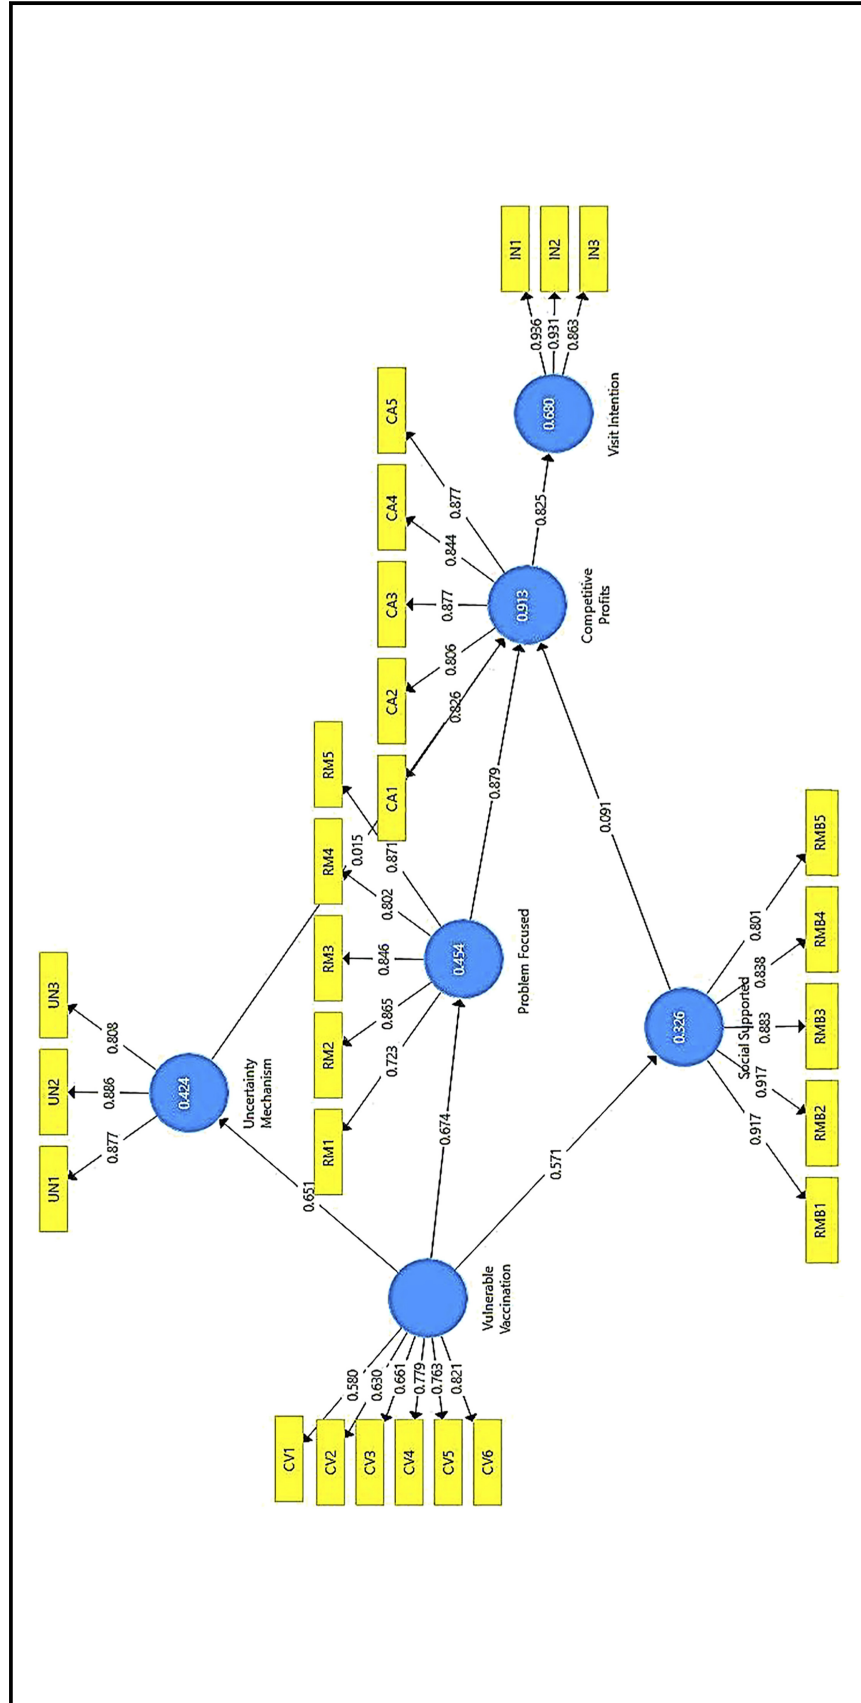 UN1
UN2
UN3
0.877
0.886
0.808
0.424
Uncertainty
Mechanism
CV1
CV2
CV3
CV4
CV5
CV6
0.580
0.630
0.661
0.779
0.763
0.821
Vulnerable
Vaccination
0.651
0.674
0.571
RM1
RM2
RM3
RM4
RM5
0.723
0.865
0.846
0.802
0.871
0.454
Problem Focused
0.015
0.879
0.091
CA1
CA2
CA3
CA4
CA5
0.826
0.806
0.877
0.844
0.877
0.913
Competitive
Profits
0.825
0.680
Visit Intention
0.936
0.931
0.863
IN1
IN2
IN3
0.326
Social Supported
0.917
0.917
0.883
0.838
0.801
RMB1
RMB2
RMB3
RMB4
RMB5